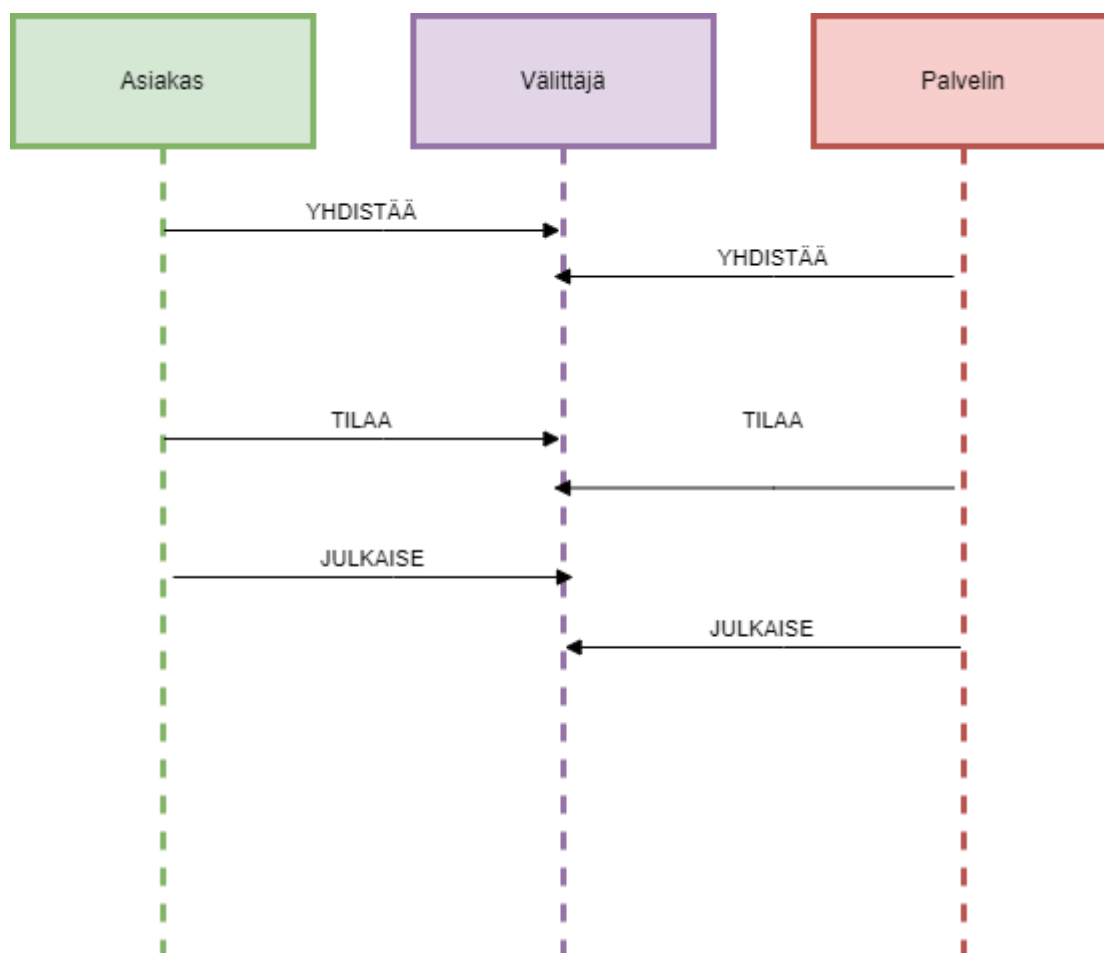 Asiakas
Välittäjä
Palvelin
YHDISTÄÄ
YHDISTÄÄ
TILAA
TILAA
JULKAISE
JULKAISE